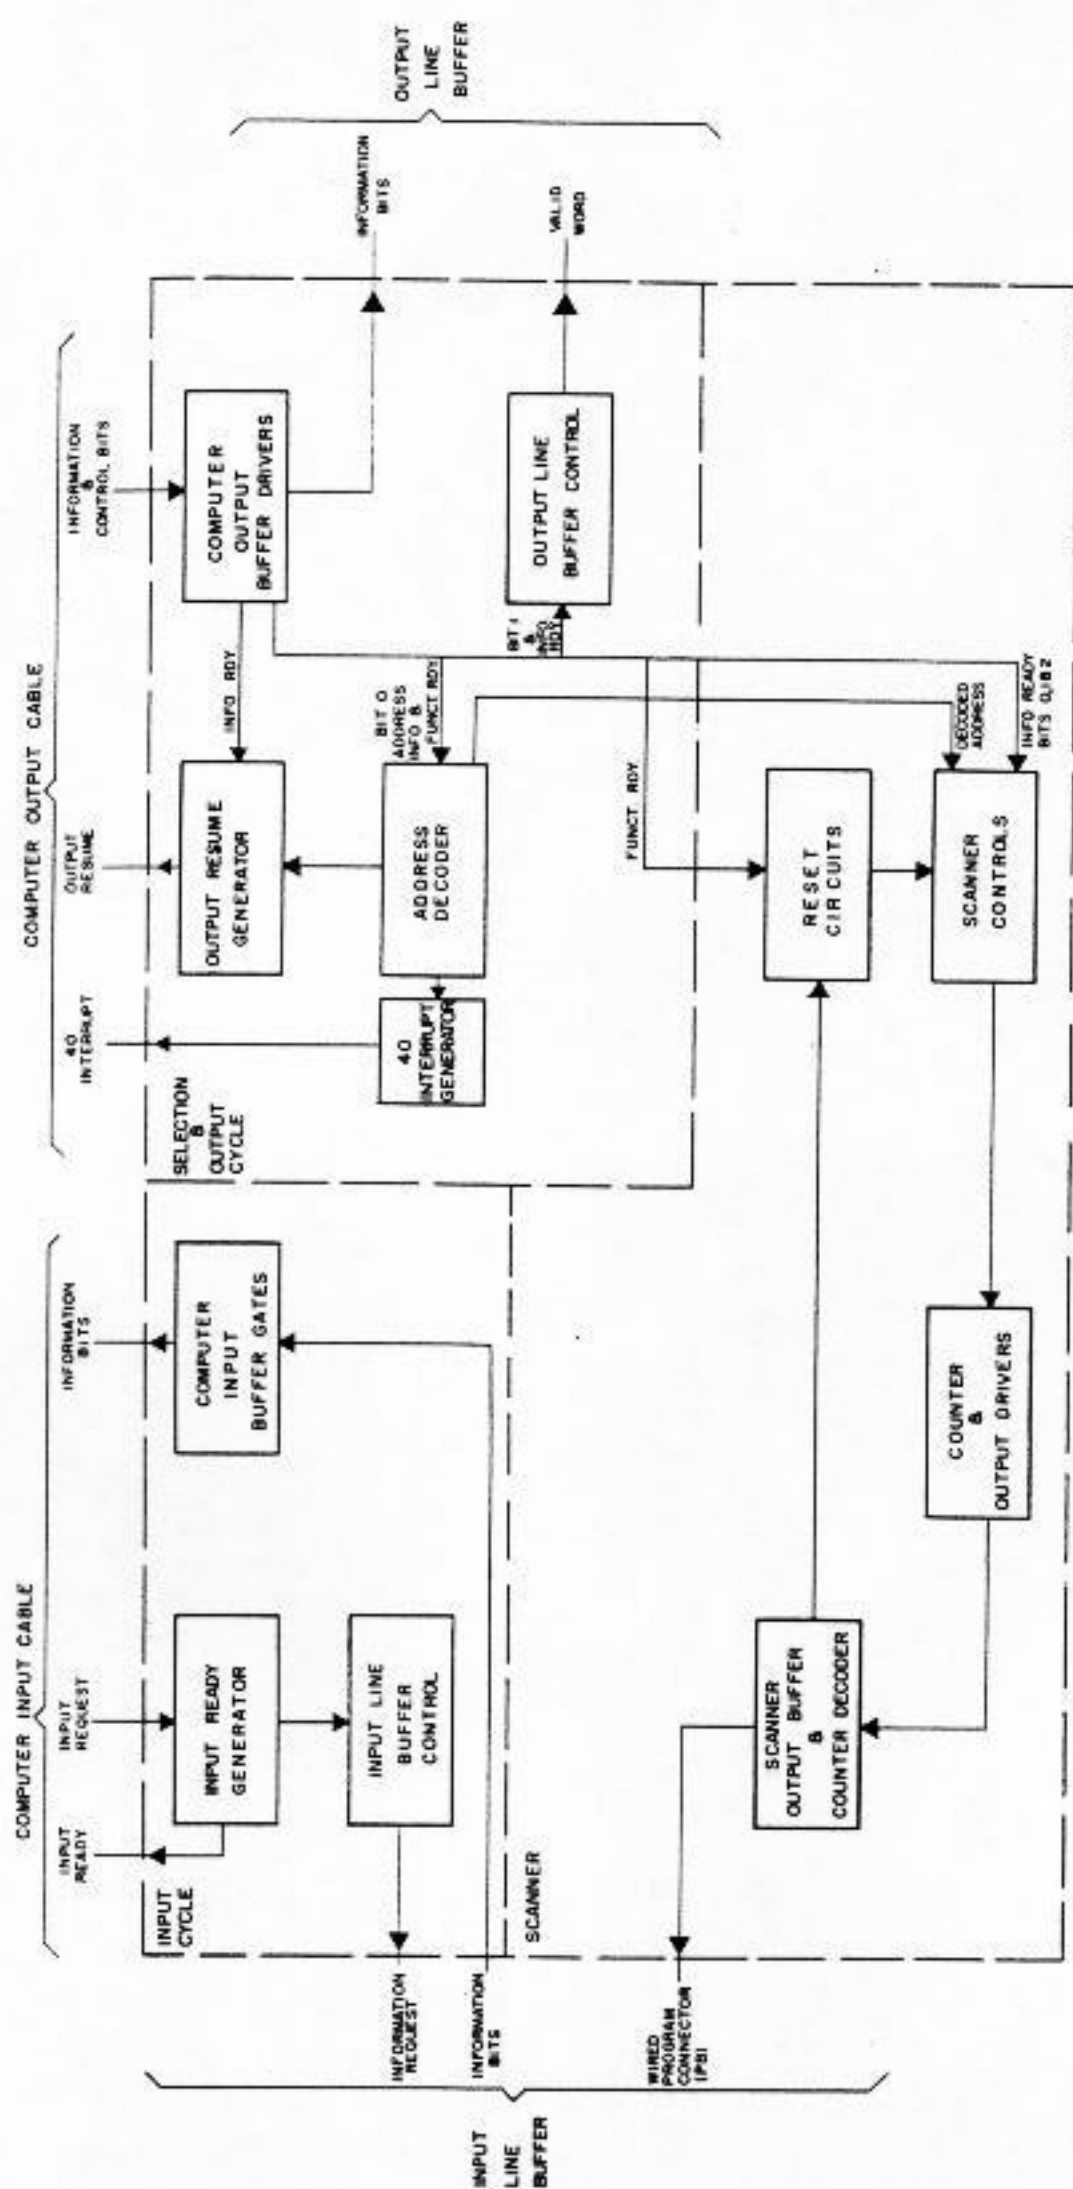 COMPUTER INPUT CABLE
COMPUTER OUTPUT CABLE
INPUT
READY
INPUT
REQUEST
INFORMATION
BITS
40
INTERRUPT
OUTPUT
RESUME
INFORMATION
&
CONTROL BITS
INPUT
CYCLE
INPUT READY
GENERATOR
COMPUTER
INPUT
BUFFER GATES
SELECTION
&
OUTPUT
CYCLE
OUTPUT RESUME
GENERATOR
INFO RDY
COMPUTER
OUTPUT
BUFFER DRIVERS
INFORMATION
BITS
OUTPUT
LINE
BUFFER
INPUT LINE
BUFFER
CONTROL
40
INTERRUPT
GENERATOR
ADDRESS
DECODER
BIT 0
ADDRESS
INFO &
FUNCT RDY
BIT 1
&
INFO
RDY
OUTPUT LINE
BUFFER CONTROL
VALID
WORD
INFORMATION
REQUEST
INFORMATION
BITS
INPUT
LINE
BUFFER
SCANNER
FUNCT RDY
WIRED
PROGRAM
CONNECTOR
(PB)
SCANNER
OUTPUT BUFFER
&
COUNTER DECODER
RESET
CIRCUITS
DECODED
ADDRESS
INFO READY
BITS 0,1&2
COUNTER
&
OUTPUT DRIVERS
SCANNER
CONTROLS